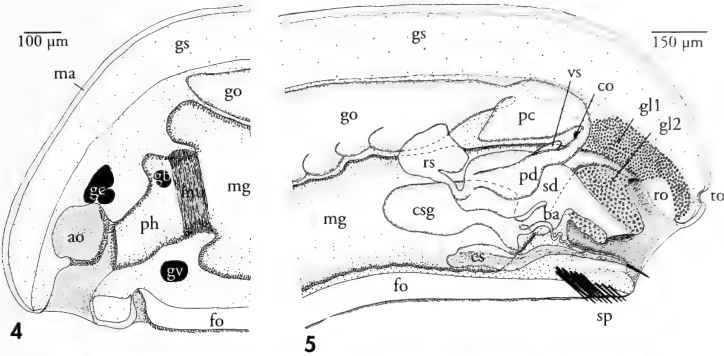 100 µm
gs
ma
go
gc
gb
mu
mg
ao
ph
gv
fo
4
150 µm
gs
vs
co
gl1
gl2
go
pc
rs
pd
sd
ro
to
mg
csg
ba
cs
fo
sp
5